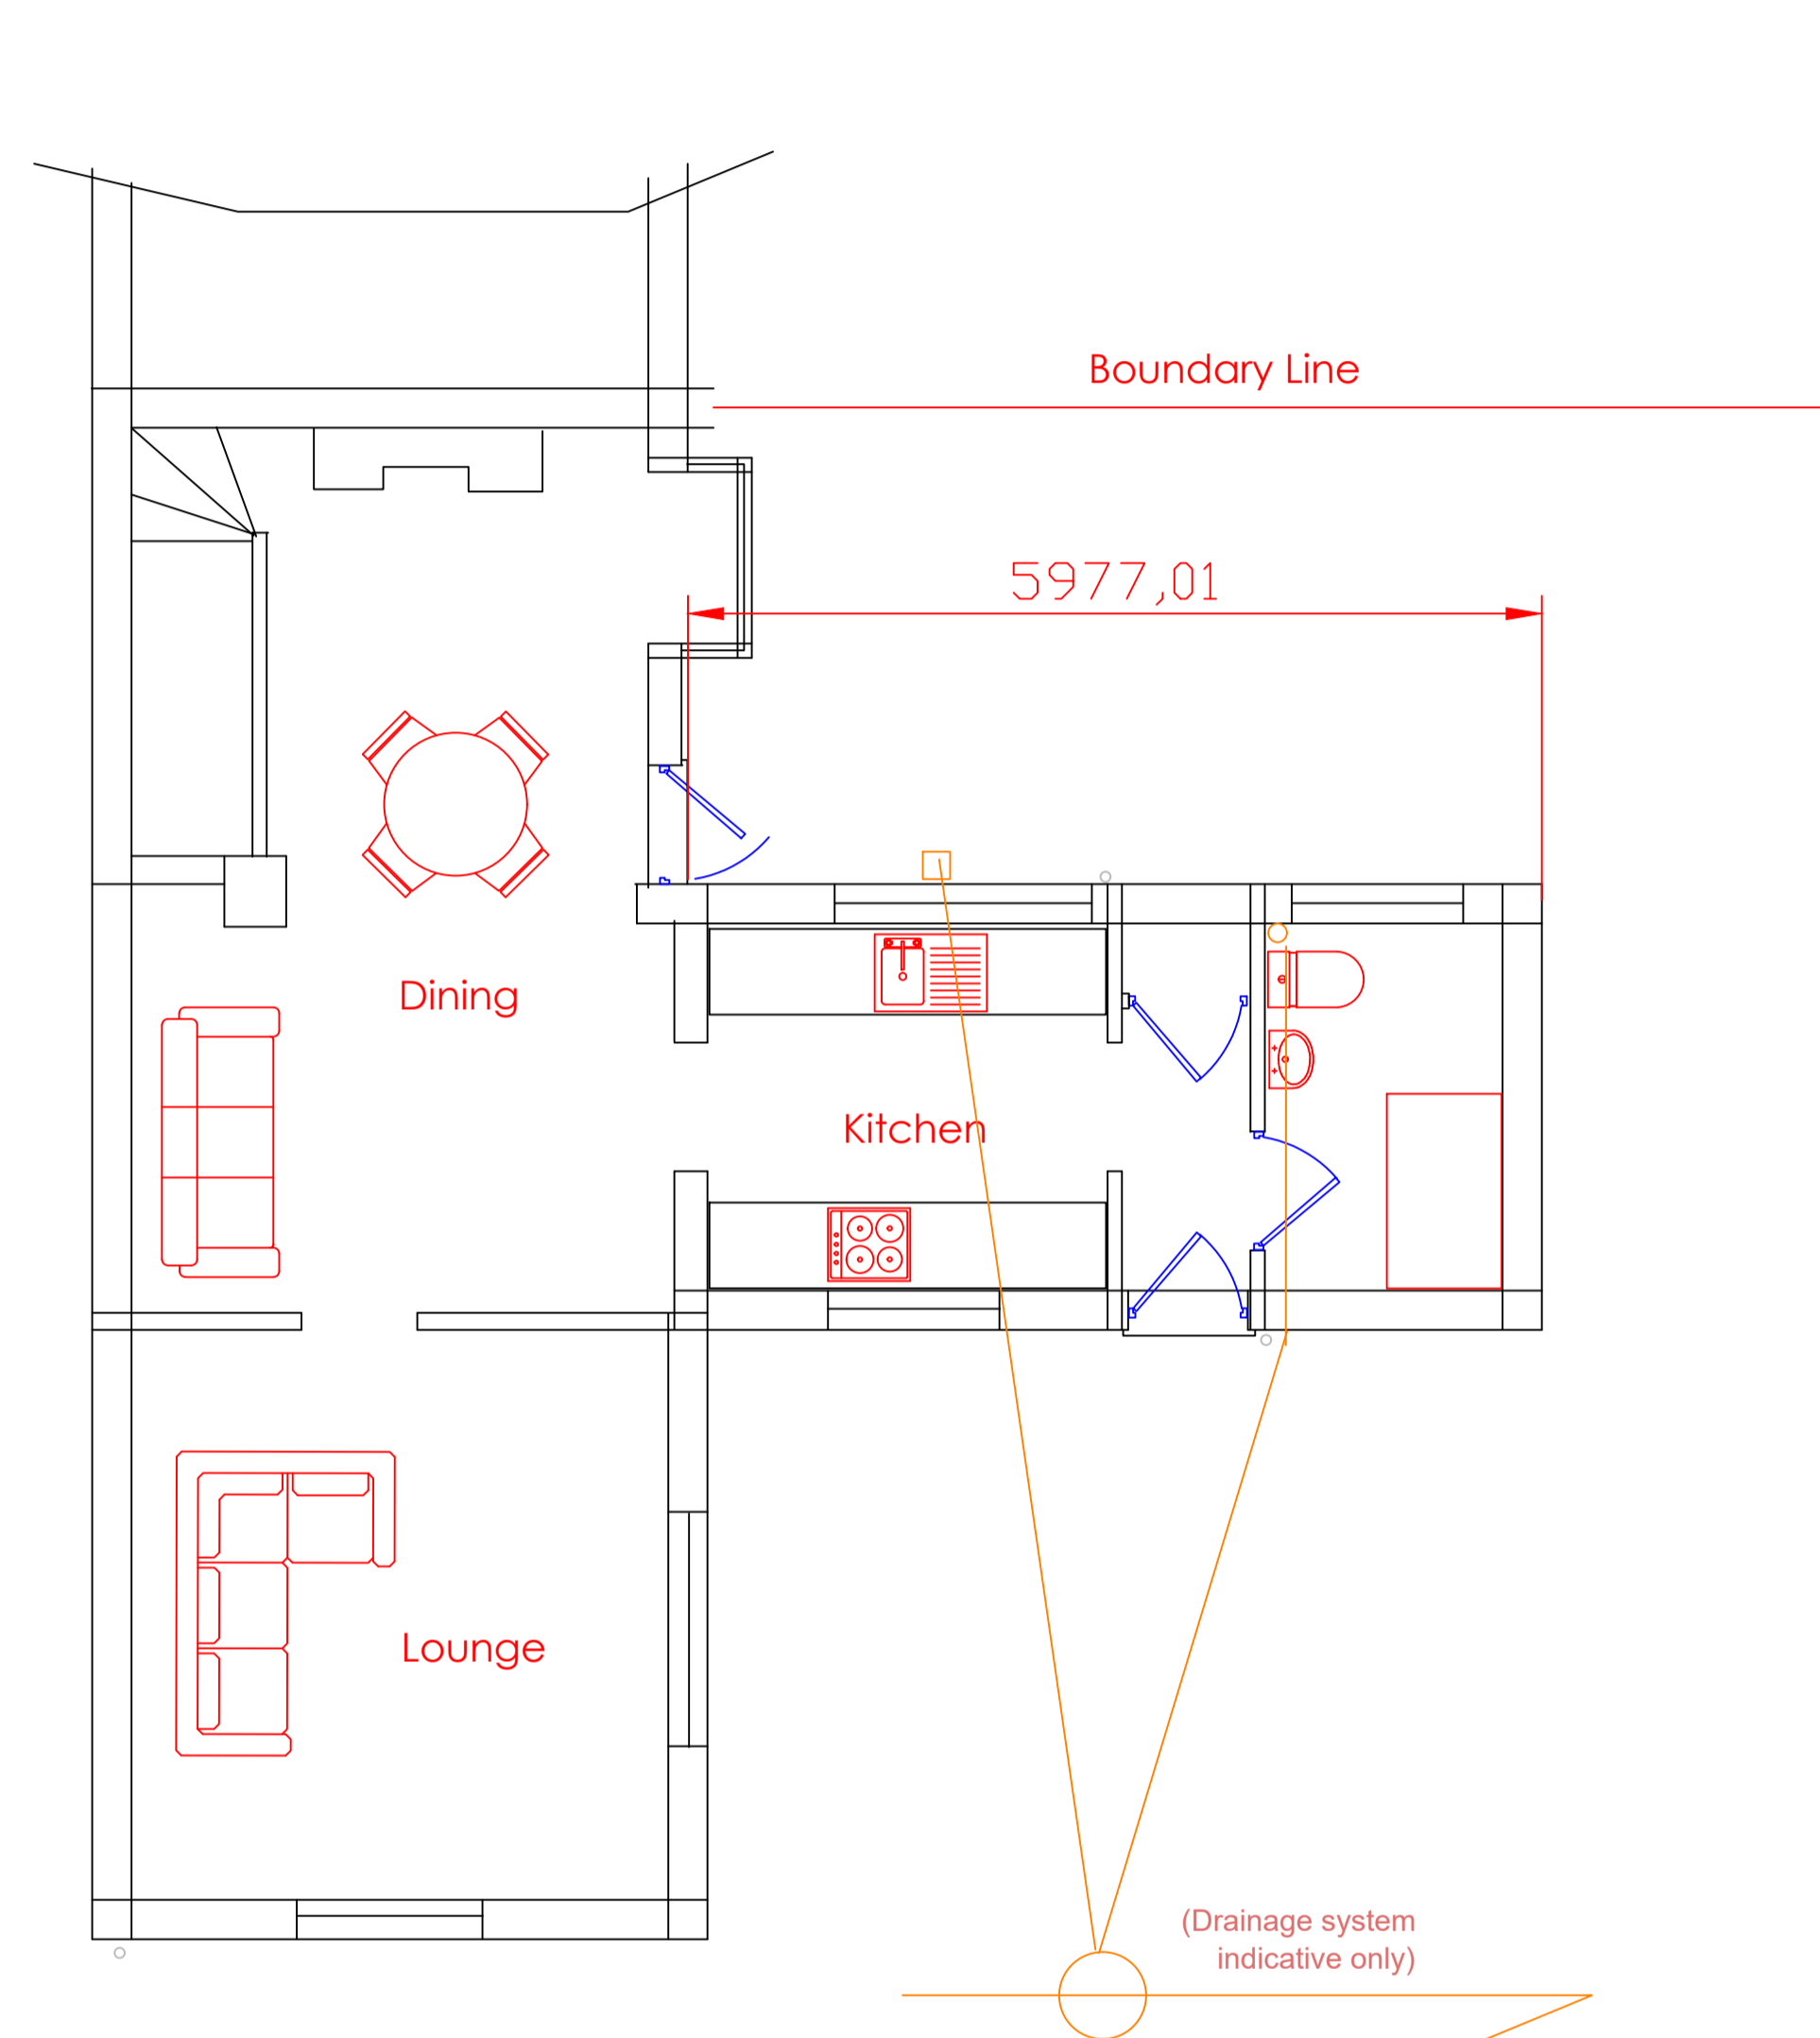 Boundary Line
5977,01
Dining
Kitchen
Lounge
(Drainage system
indicative only)